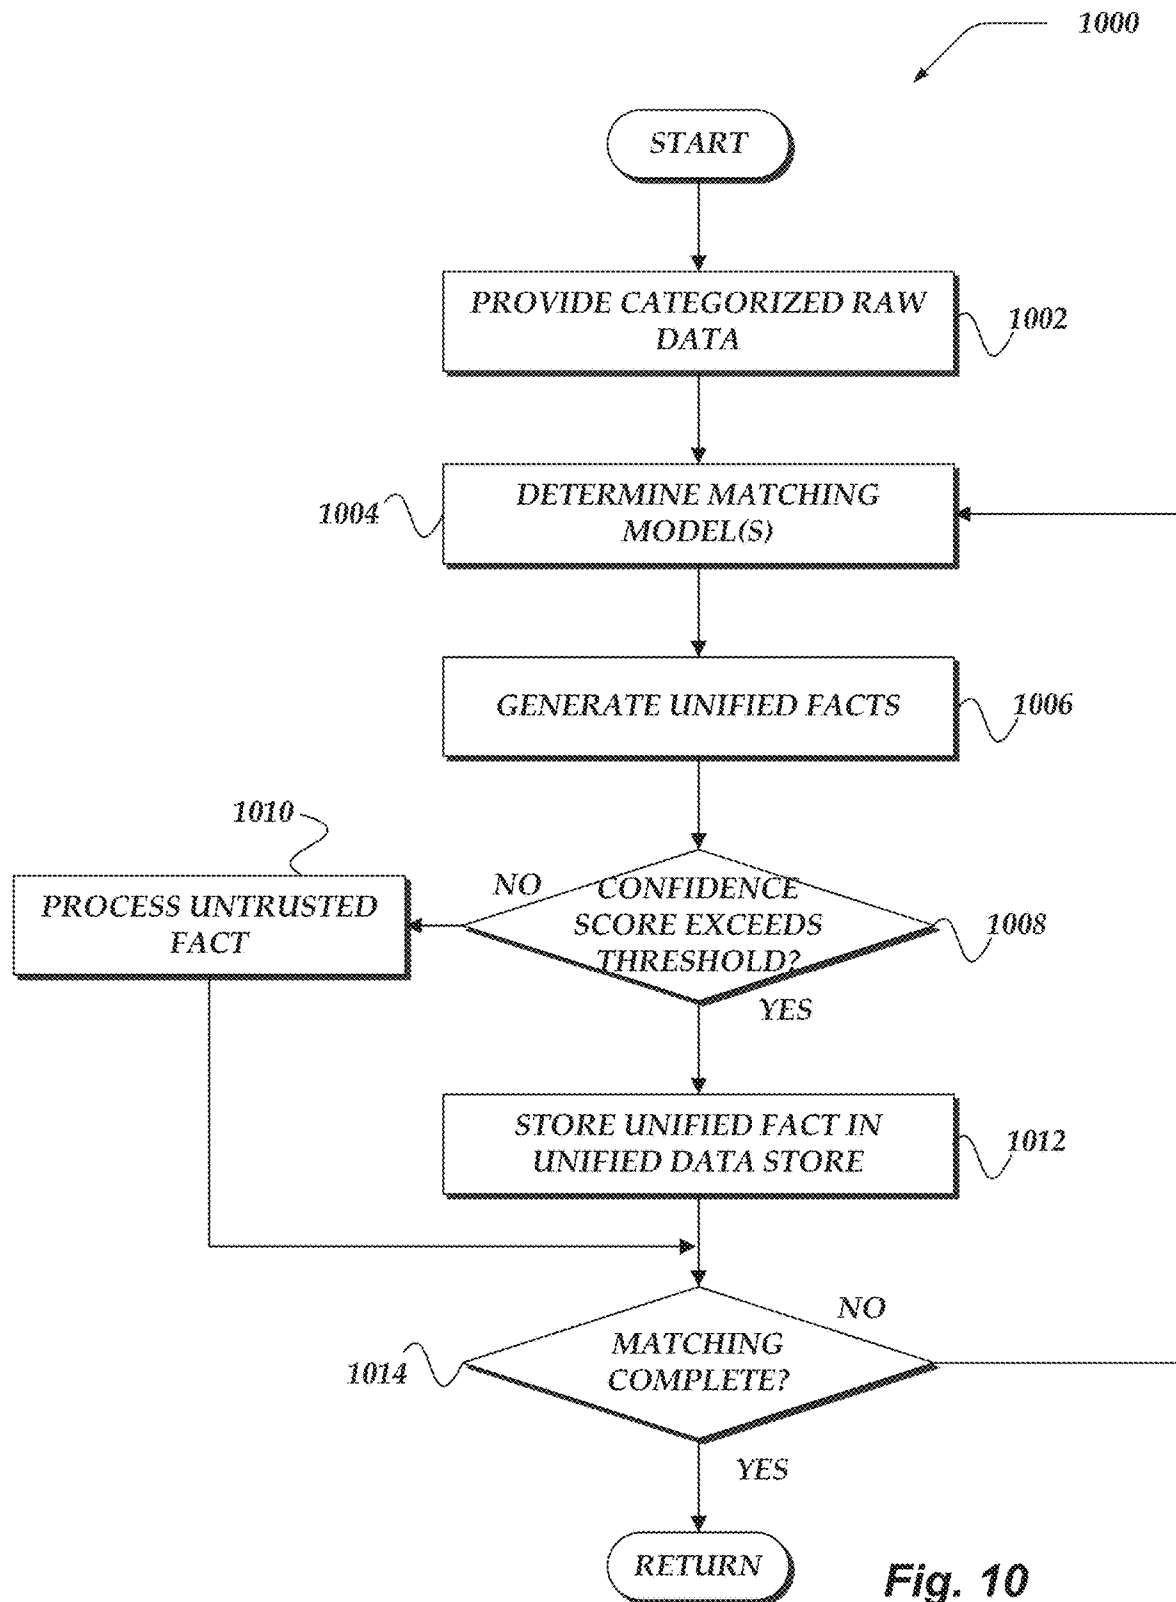 1000
START
PROVIDE CATEGORIZED RAW
DATA
1002
DETERMINE MATCHING
MODEL(S)
1004
GENERATE UNIFIED FACTS
1006
1010
PROCESS UNTRUSTED
FACT
NO
CONFIDENCE
SCORE EXCEEDS
THRESHOLD?
1008
YES
STORE UNIFIED FACT IN
UNIFIED DATA STORE
1012
NO
MATCHING
COMPLETE?
1014
YES
RETURN
Fig. 10